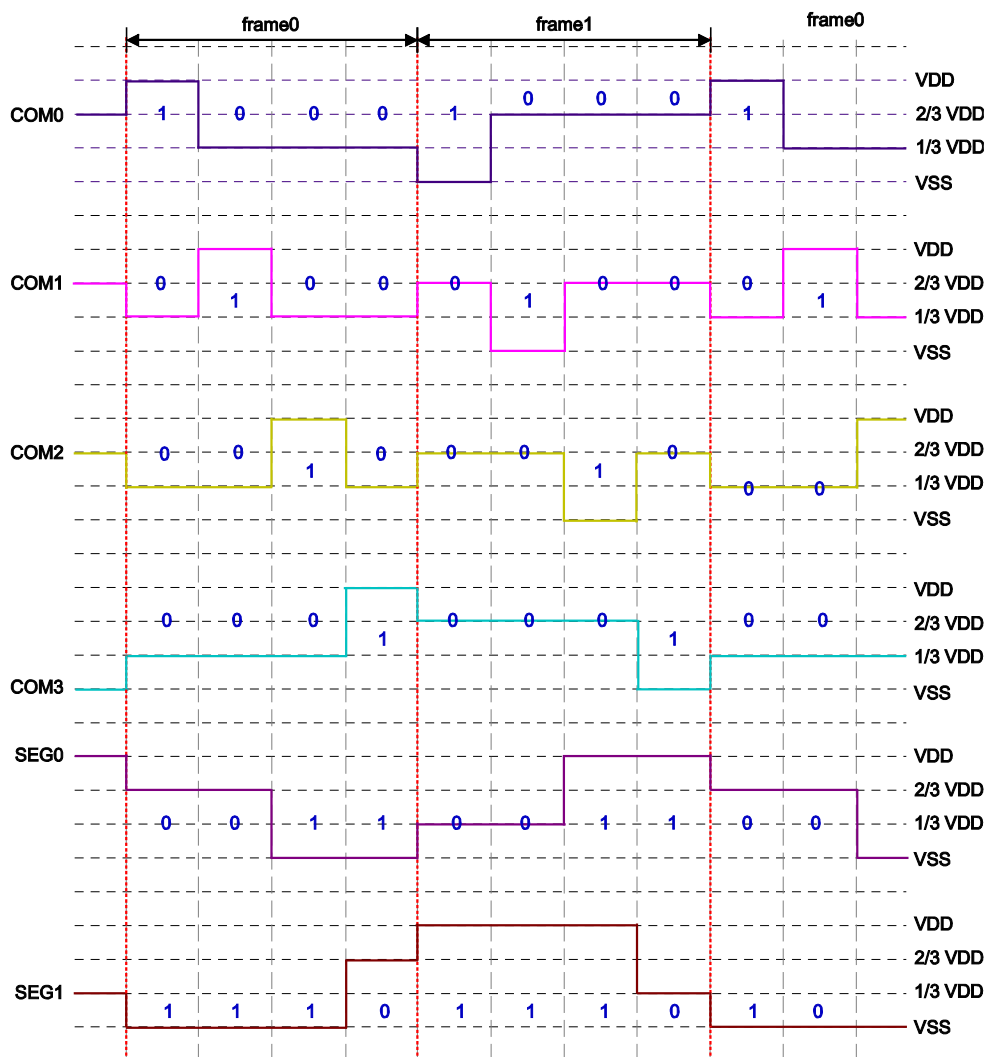 frame0 frame1 frame0
VDD
COM0 1 0 0 0 1 0 0 0 1 2/3 VDD
1/3 VDD
VSS
VDD
COM1 0 1 0 0 0 1 0 0 0 1 2/3 VDD
1/3 VDD
VSS
VDD
COM2 0 0 1 0 0 0 1 0 0 0 2/3 VDD
1/3 VDD
VSS
VDD
0 0 0 1 0 0 0 1 0 0 2/3 VDD
1/3 VDD
COM3 VSS
SEG0 VDD
2/3 VDD
0 0 1 1 0 0 1 1 0 0 1/3 VDD
VSS
VDD
2/3 VDD
SEG1 1/3 VDD
1 1 1 0 1 1 1 0 1 0 VSS